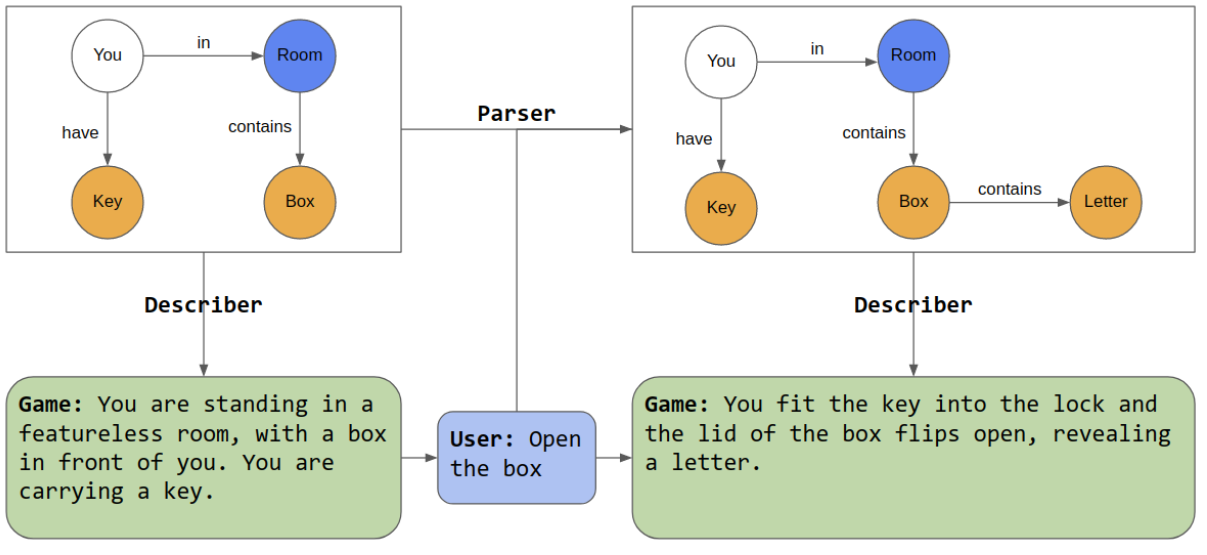 You
in
Room
have
contains
Key
Box
Parser
You
in
Room
have
contains
Key
Box
contains
Letter
Describer
Describer
Game: You are standing in a
featureless room, with a box
in front of you. You are
carrying a key.
User: Open
the box
Game: You fit the key into the lock and
the lid of the box flips open, revealing
a letter.